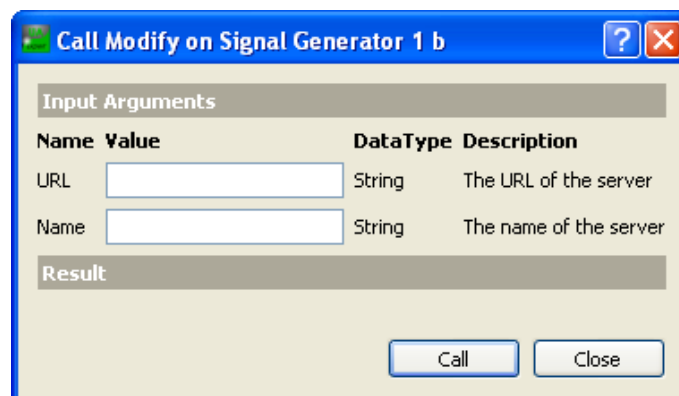 Call Modify on Signal Generator 1 b
Input Arguments
Name Value DataType Description
URL String The URL of the server
Name String The name of the server
Result
Call Close